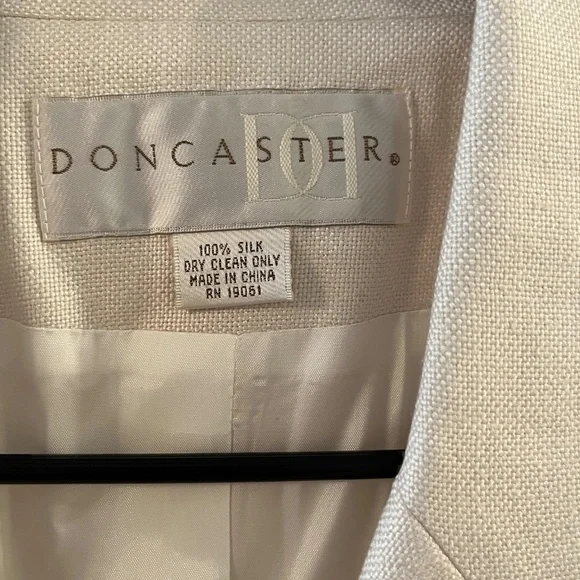 DONCASTER®
100% SILK
DRY CLEAN ONLY
MADE IN CHINA
RN 19061